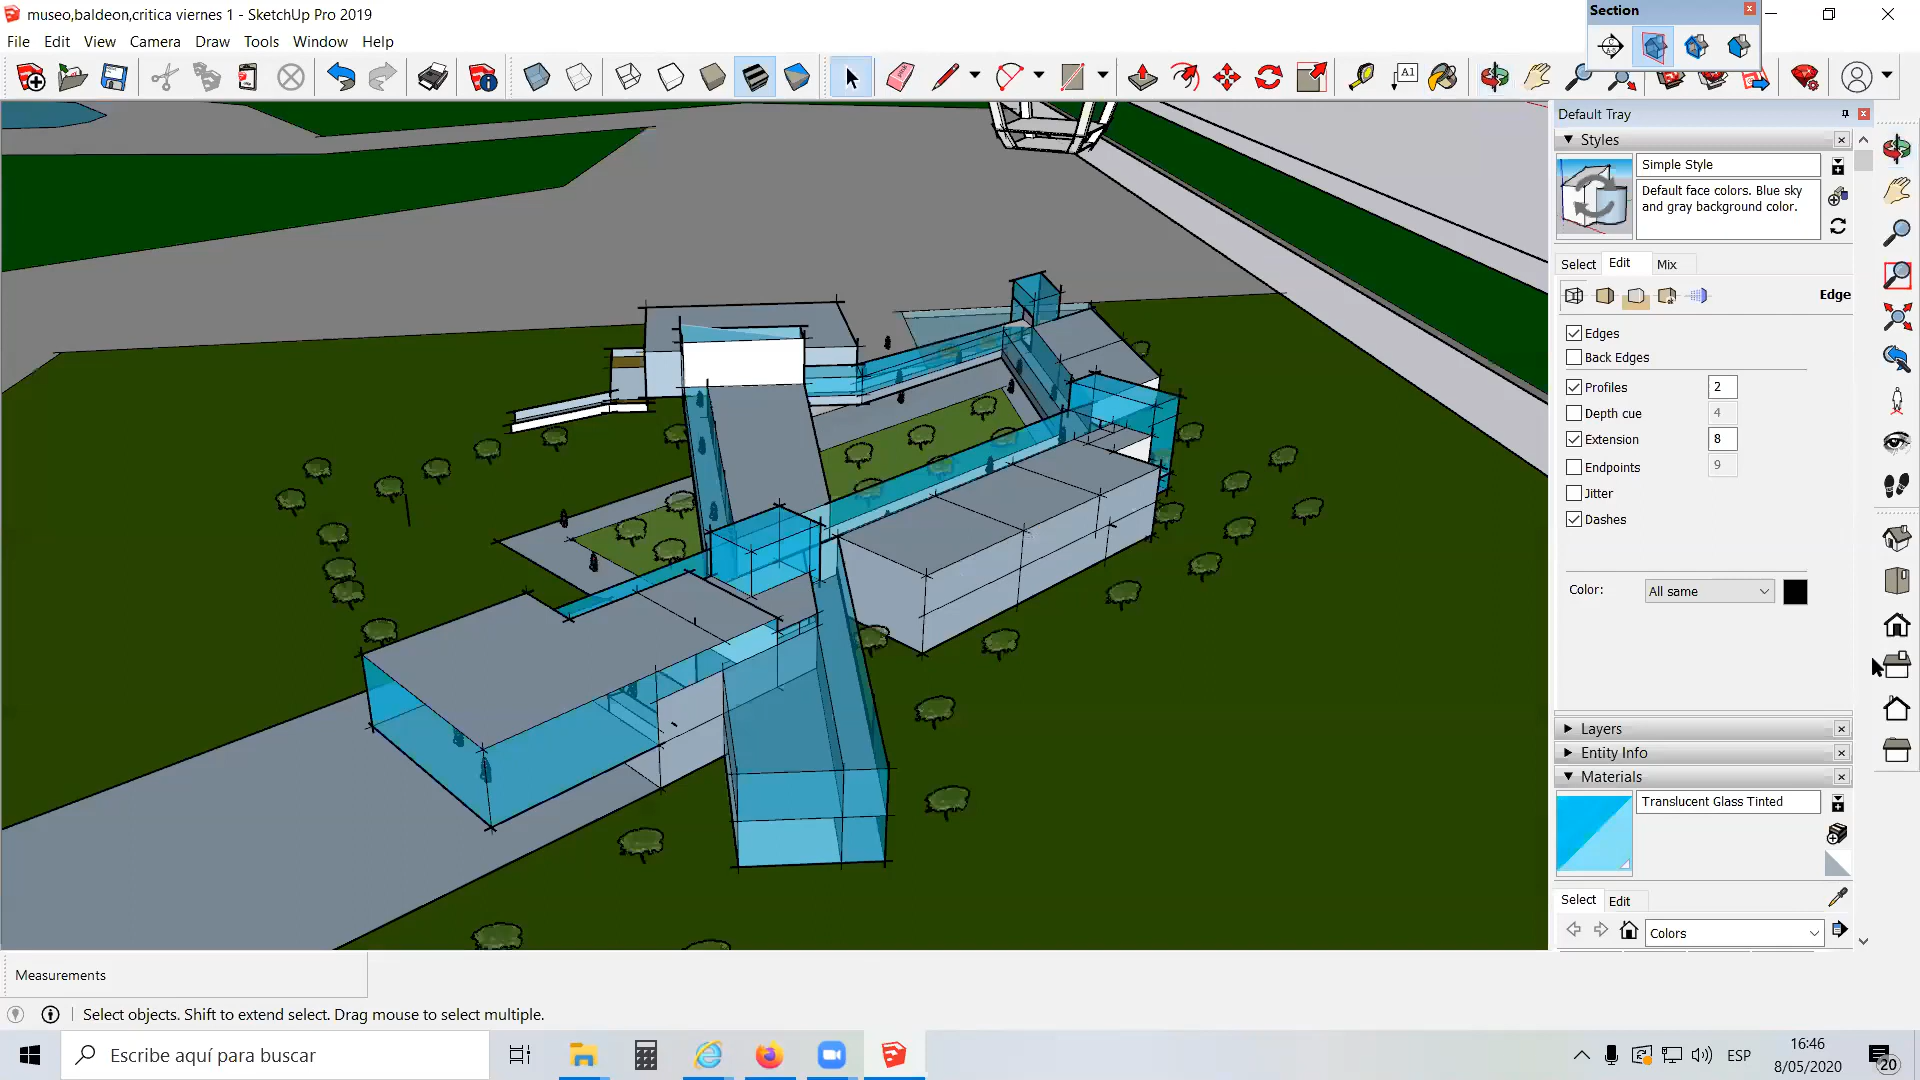 museo,baldeon,critica viernes 1 - SketchUp Pro 2019
Section
File Edit View Camera Draw Tools Window Help
A1
Default Tray
Styles
Simple Style
Default face colors. Blue sky
and gray background color.
Select Edit Mix
Edge
Edges
Back Edges
Profiles 2
Depth cue 4
Extension 8
Endpoints 9
Jitter
Dashes
Color: All same
Layers
Entity Info
Materials
Translucent Glass Tinted
Select Edit
Colors
Measurements
Select objects. Shift to extend select. Drag mouse to select multiple.
Escribe aquí para buscar
ESP
16:46
8/05/2020
20